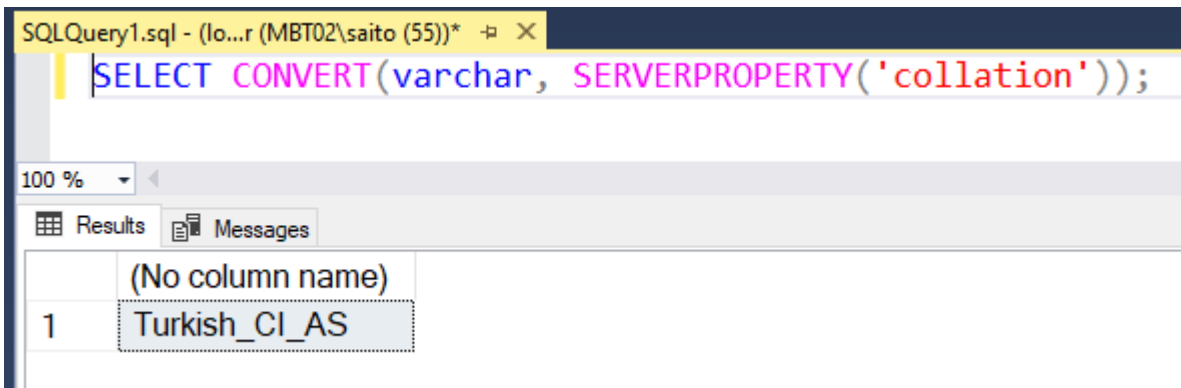 SQLQuery1.sql - (lo...r (MBT02\saito (55))*
SELECT CONVERT(varchar, SERVERPROPERTY('collation'));
100 %
Results Messages
(No column name)
1 Turkish_CI_AS